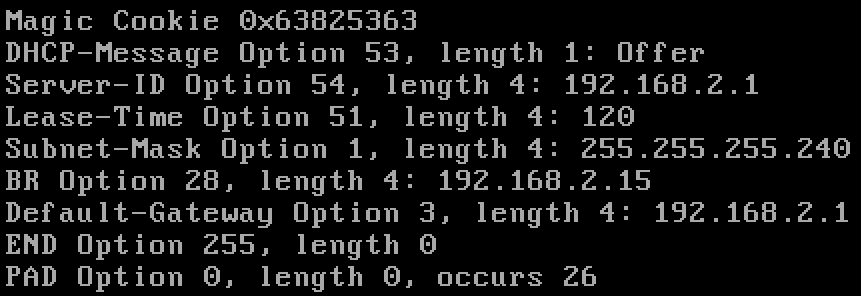 Magic Cookie 0x63825363
DHCP-Message Option 53, length 1: Offer
Server-ID Option 54, length 4: 192.168.2.1
Lease-Time Option 51, length 4: 120
Subnet-Mask Option 1, length 4: 255.255.255.240
BR Option 28, length 4: 192.168.2.15
Default-Gateway Option 3, length 4: 192.168.2.1
END Option 255, length 0
PAD Option 0, length 0, occurs 26